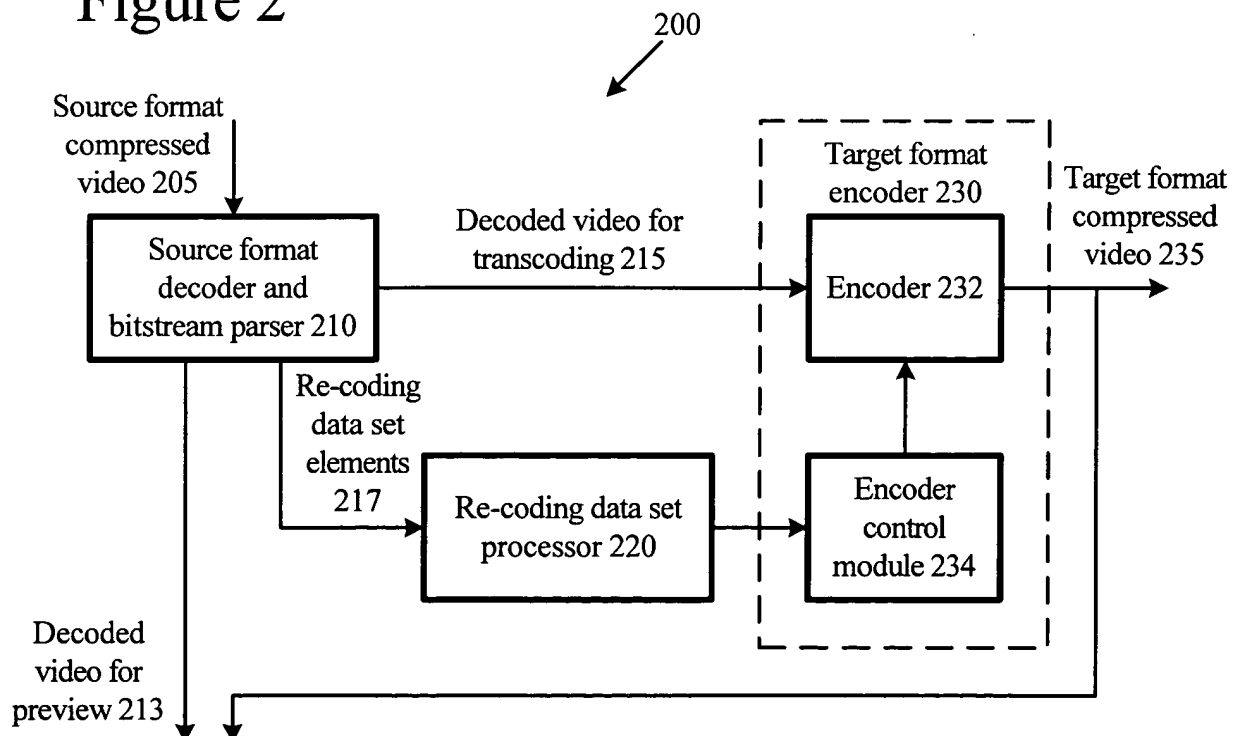 Figure 2
200
Source format
compressed
video 205
Source format
decoder and
bitstream parser 210
Decoded video for
transcoding 215
Target format
encoder 230
Encoder 232
Target format
compressed
video 235
Re-coding
data set
elements
217
Re-coding data set
processor 220
Encoder
control
module 234
Decoded
video for
preview 213